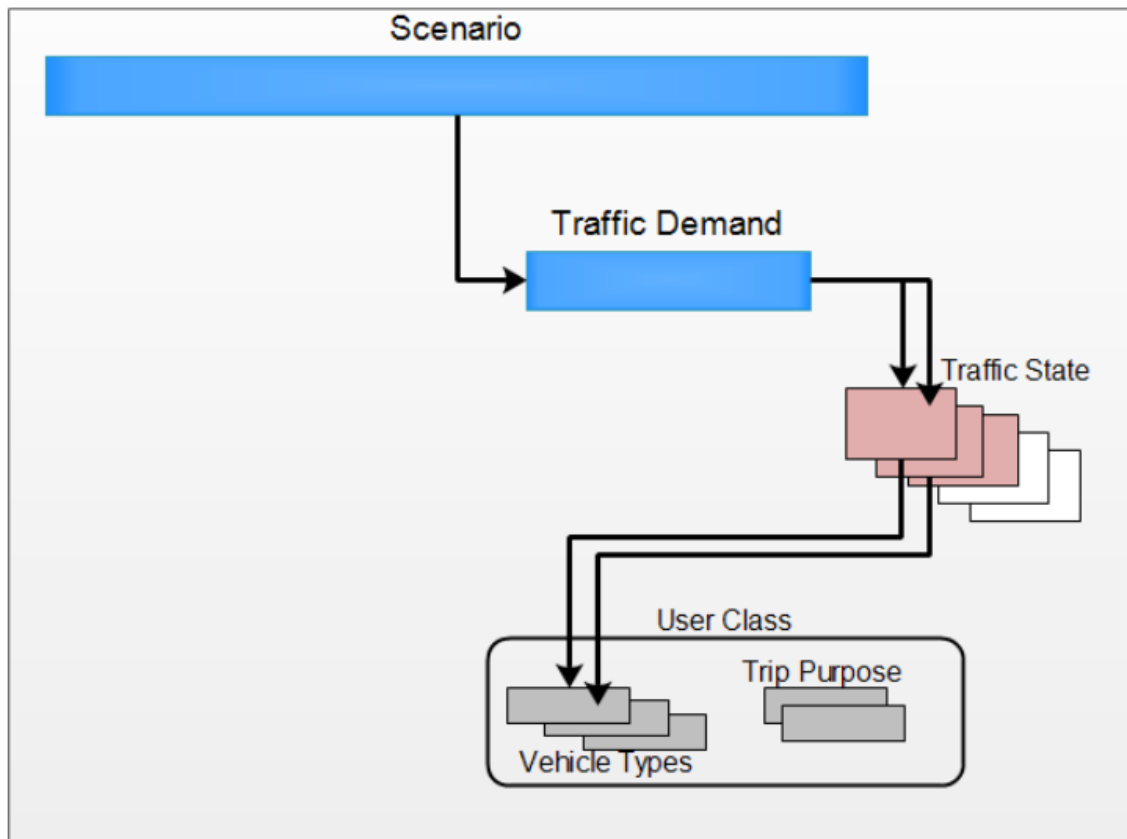 Scenario
Traffic Demand
Traffic State
User Class
Trip Purpose
Vehicle Types